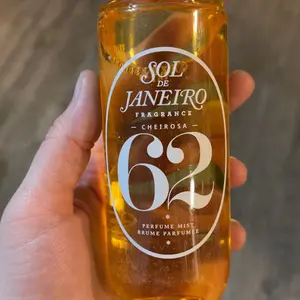 SOL
DE
JANEIRO
FRAGRANCE
CHEIROSA
62
PERFUME MIST
BRUME PARFUMÉE